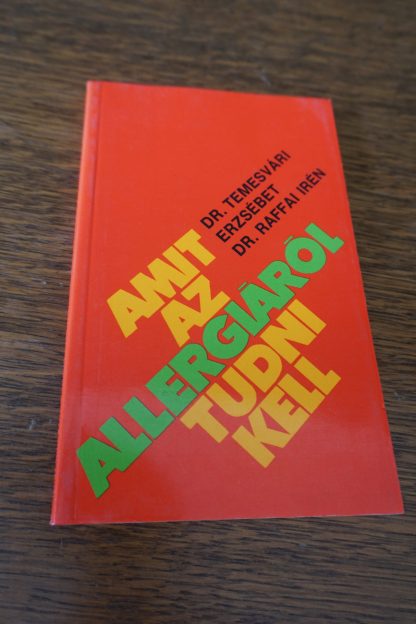 DR. TEMESVÁRI
ERZSÉBET
DR. RAFFAI IRÉN
AMIT
AZ
ALLERGIÁRÓL
TUDNI
KELL